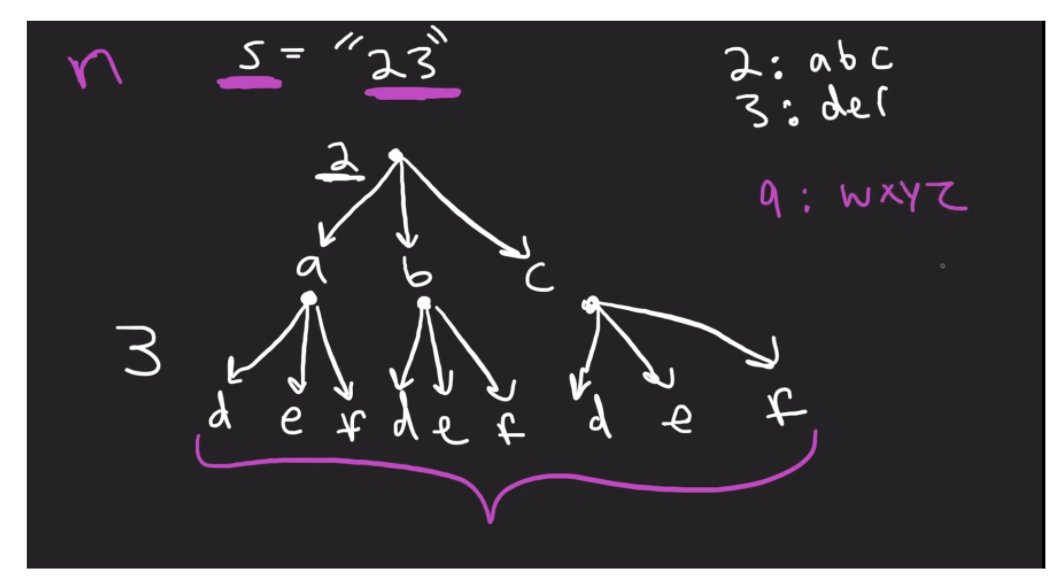 n
s = "23"
2: abc
3: def
9: wxyz
2
a b c
3
d e f d e f d e f